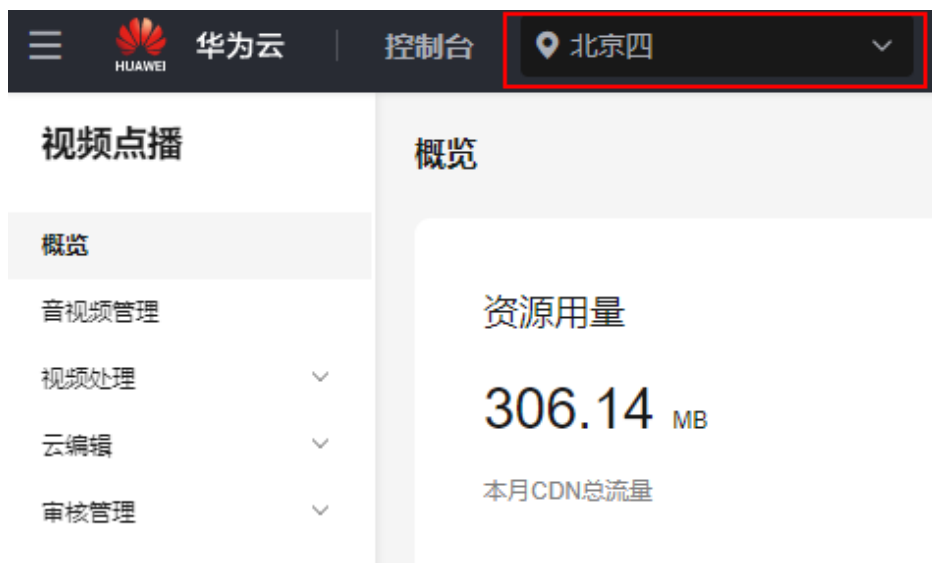 HUAWEI 华为云 控制台 北京四
视频点播
概览
概览
音视频管理
视频处理
云编辑
审核管理
资源用量
306.14 MB
本月CDN总流量